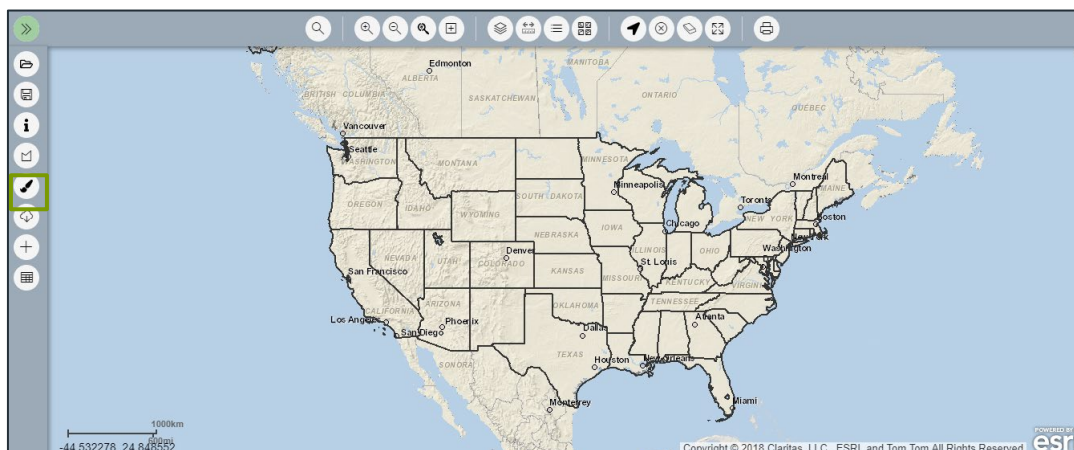 Edmonton
ALBERTA
MANITOBA
BRITISH COLUMBIA
SASKATCHEWAN
ONTARIO
QUÉBEC
Vancouver
Seattle
WASHINGTON
MONTANA
MINNESOTA
Montreal
MAINE
Minneapolis
OREGON
IDAHO
SOUTH DAKOTA
Toronto
WYOMING
NEW YORK
Boston
Chicago
IOWA
NEBRASKA
New York
NEVADA
UTAH
Denver
COLORADO
ILLINOIS
OHIO
Washington
San Francisco
KANSAS
St. Louis
MISSOURI
KENTUCKY
VIRGINIA
CALIFORNIA
ARIZONA
OKLAHOMA
TENNESSEE
Los Angeles
San Diego
Phoenix
Dallas
Atlanta
TEXAS
SONORA
Houston
New Orleans
Monterrey
Miami
1000km
600mi
-44.532278, 24.848552
Copyright © 2018 Claritas, LLC., ESRI, and Tom Tom All Rights Reserved
POWERED BY
esri